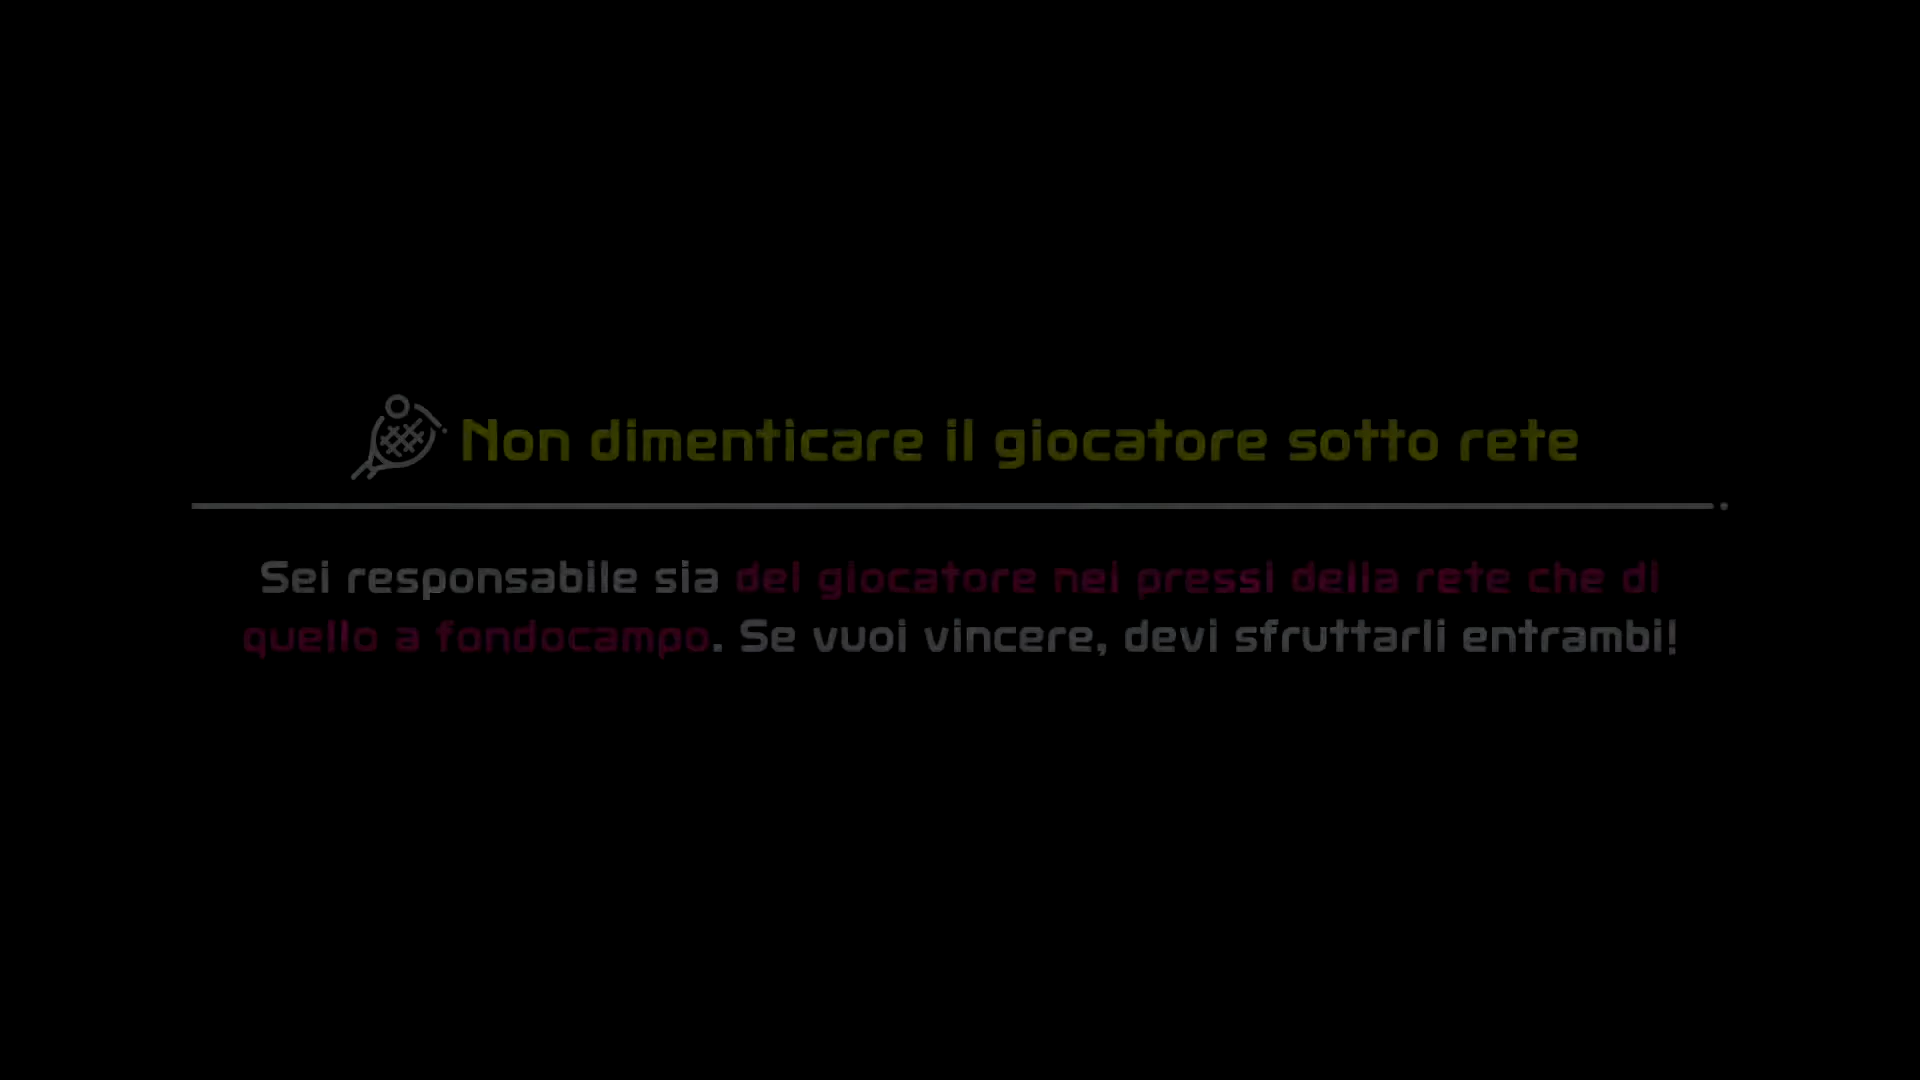 Non dimenticare il giocatore sotto rete
Sei responsabile sia del giocatore nei pressi della rete che di
quello a fondocampo. Se vuoi vincere, devi sfruttarli entrambi!